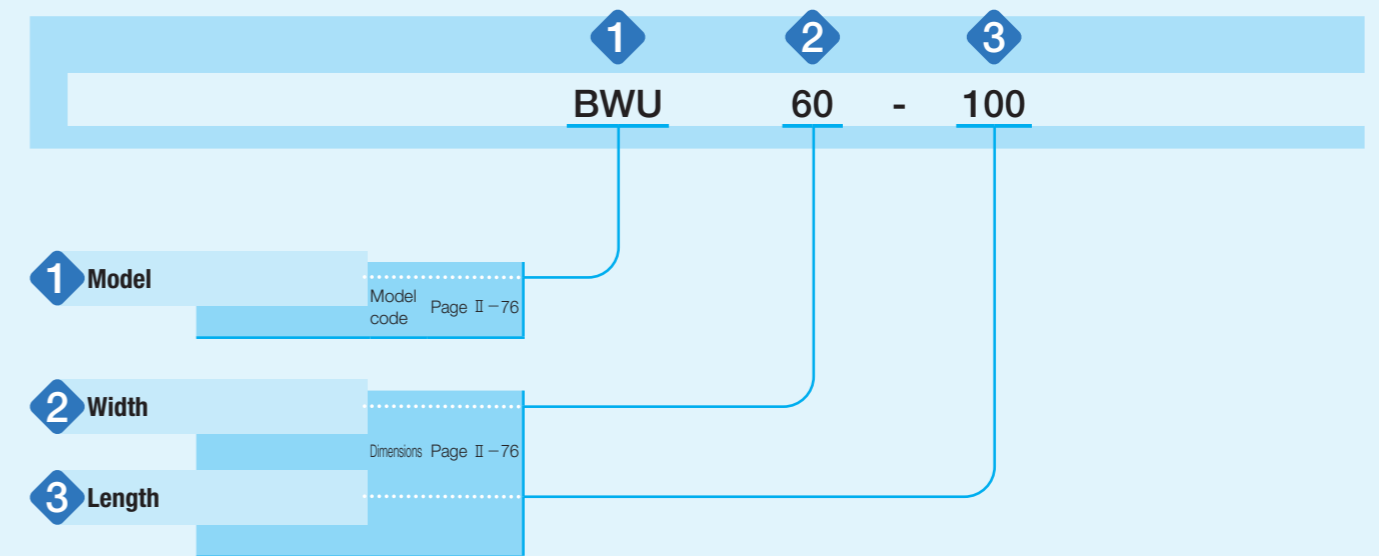 1 2 3
BWU 60 - 100
1 Model
Model code Page Ⅱ－76
2 Width
Dimensions Page Ⅱ－76
3 Length